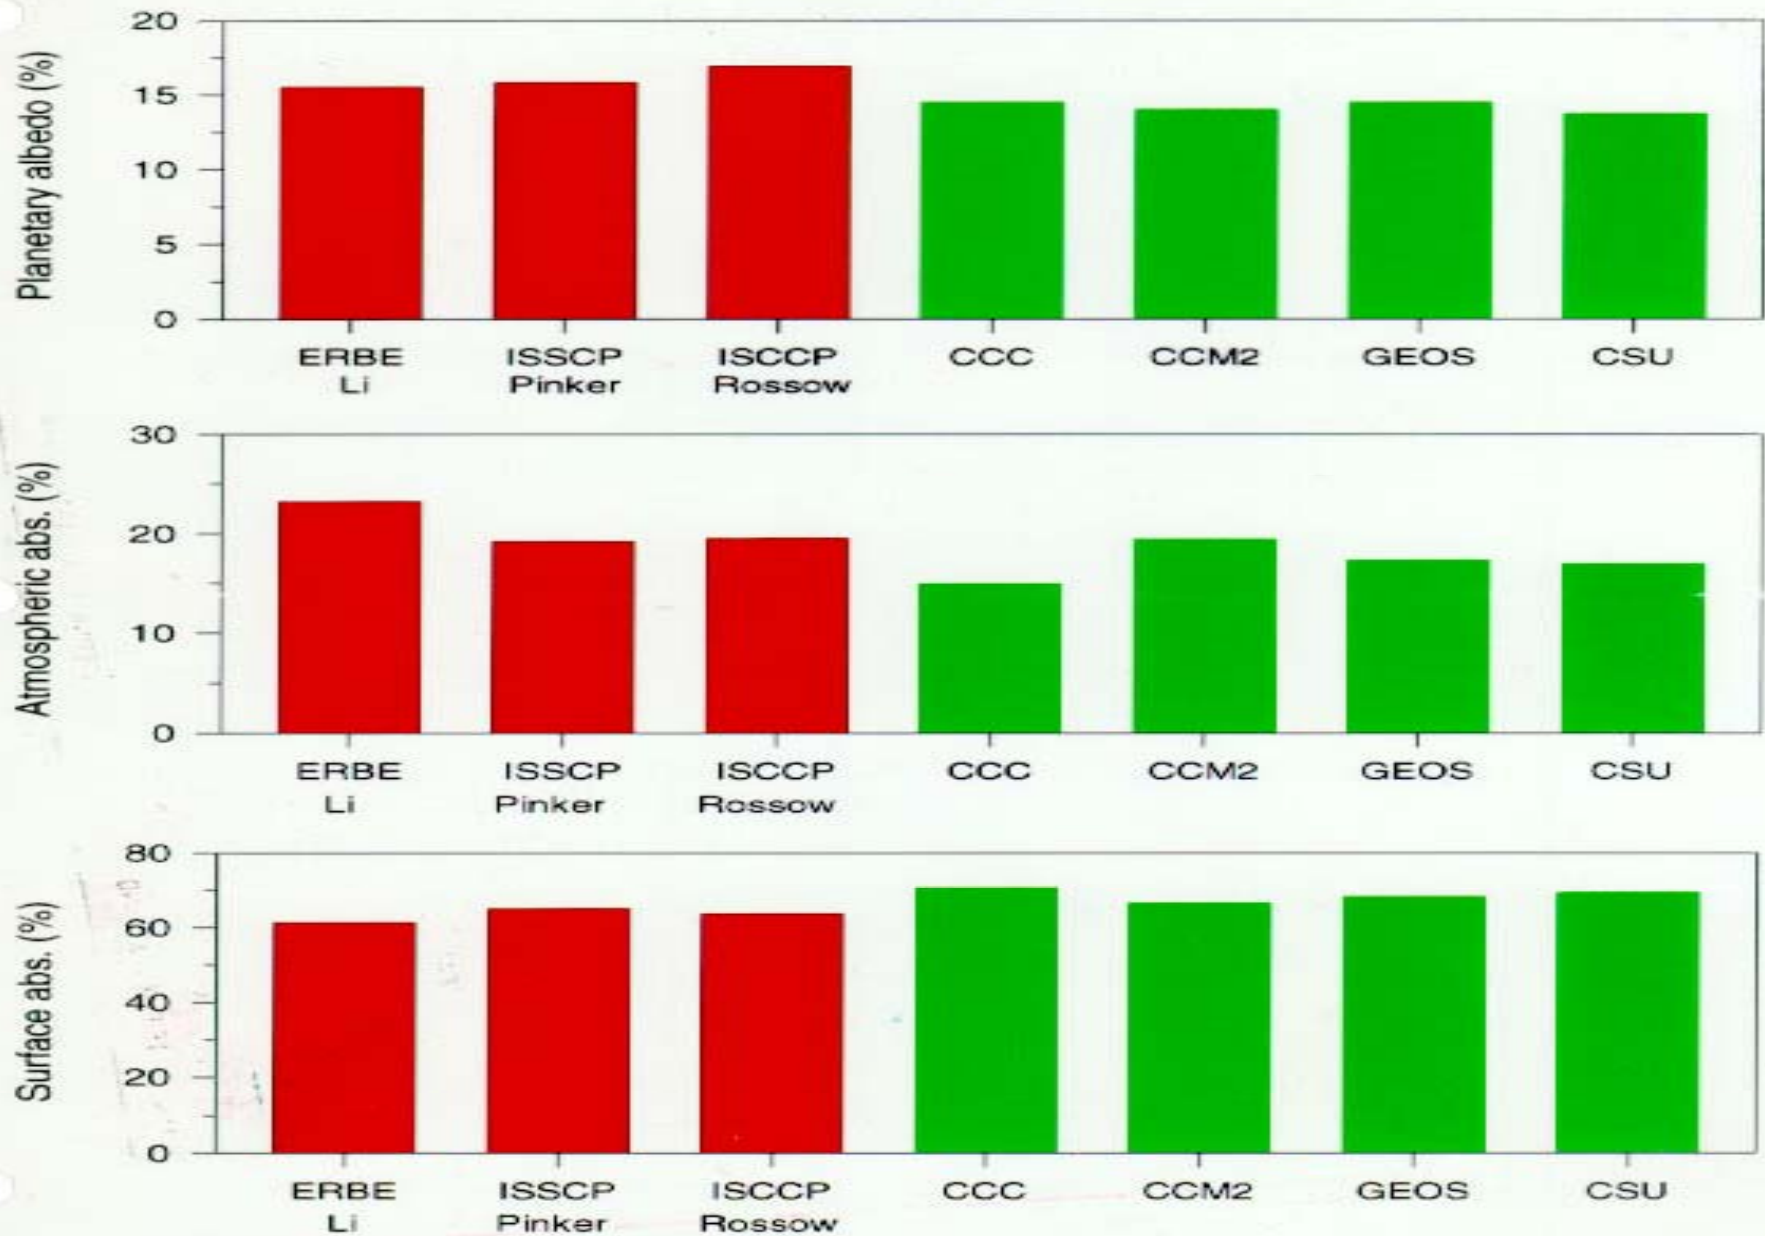 Planetary albedo (%)
20
15
10
5
0
ERBE ISSCP ISCCP CCC CCM2 GEOS CSU
Li Pinker Rossow
Atmospheric abs. (%)
30
20
10
0
ERBE ISSCP ISCCP CCC CCM2 GEOS CSU
Li Pinker Rossow
Surface abs. (%)
80
60
40
20
0
ERBE ISSCP ISCCP CCC CCM2 GEOS CSU
Li Pinker Rossow